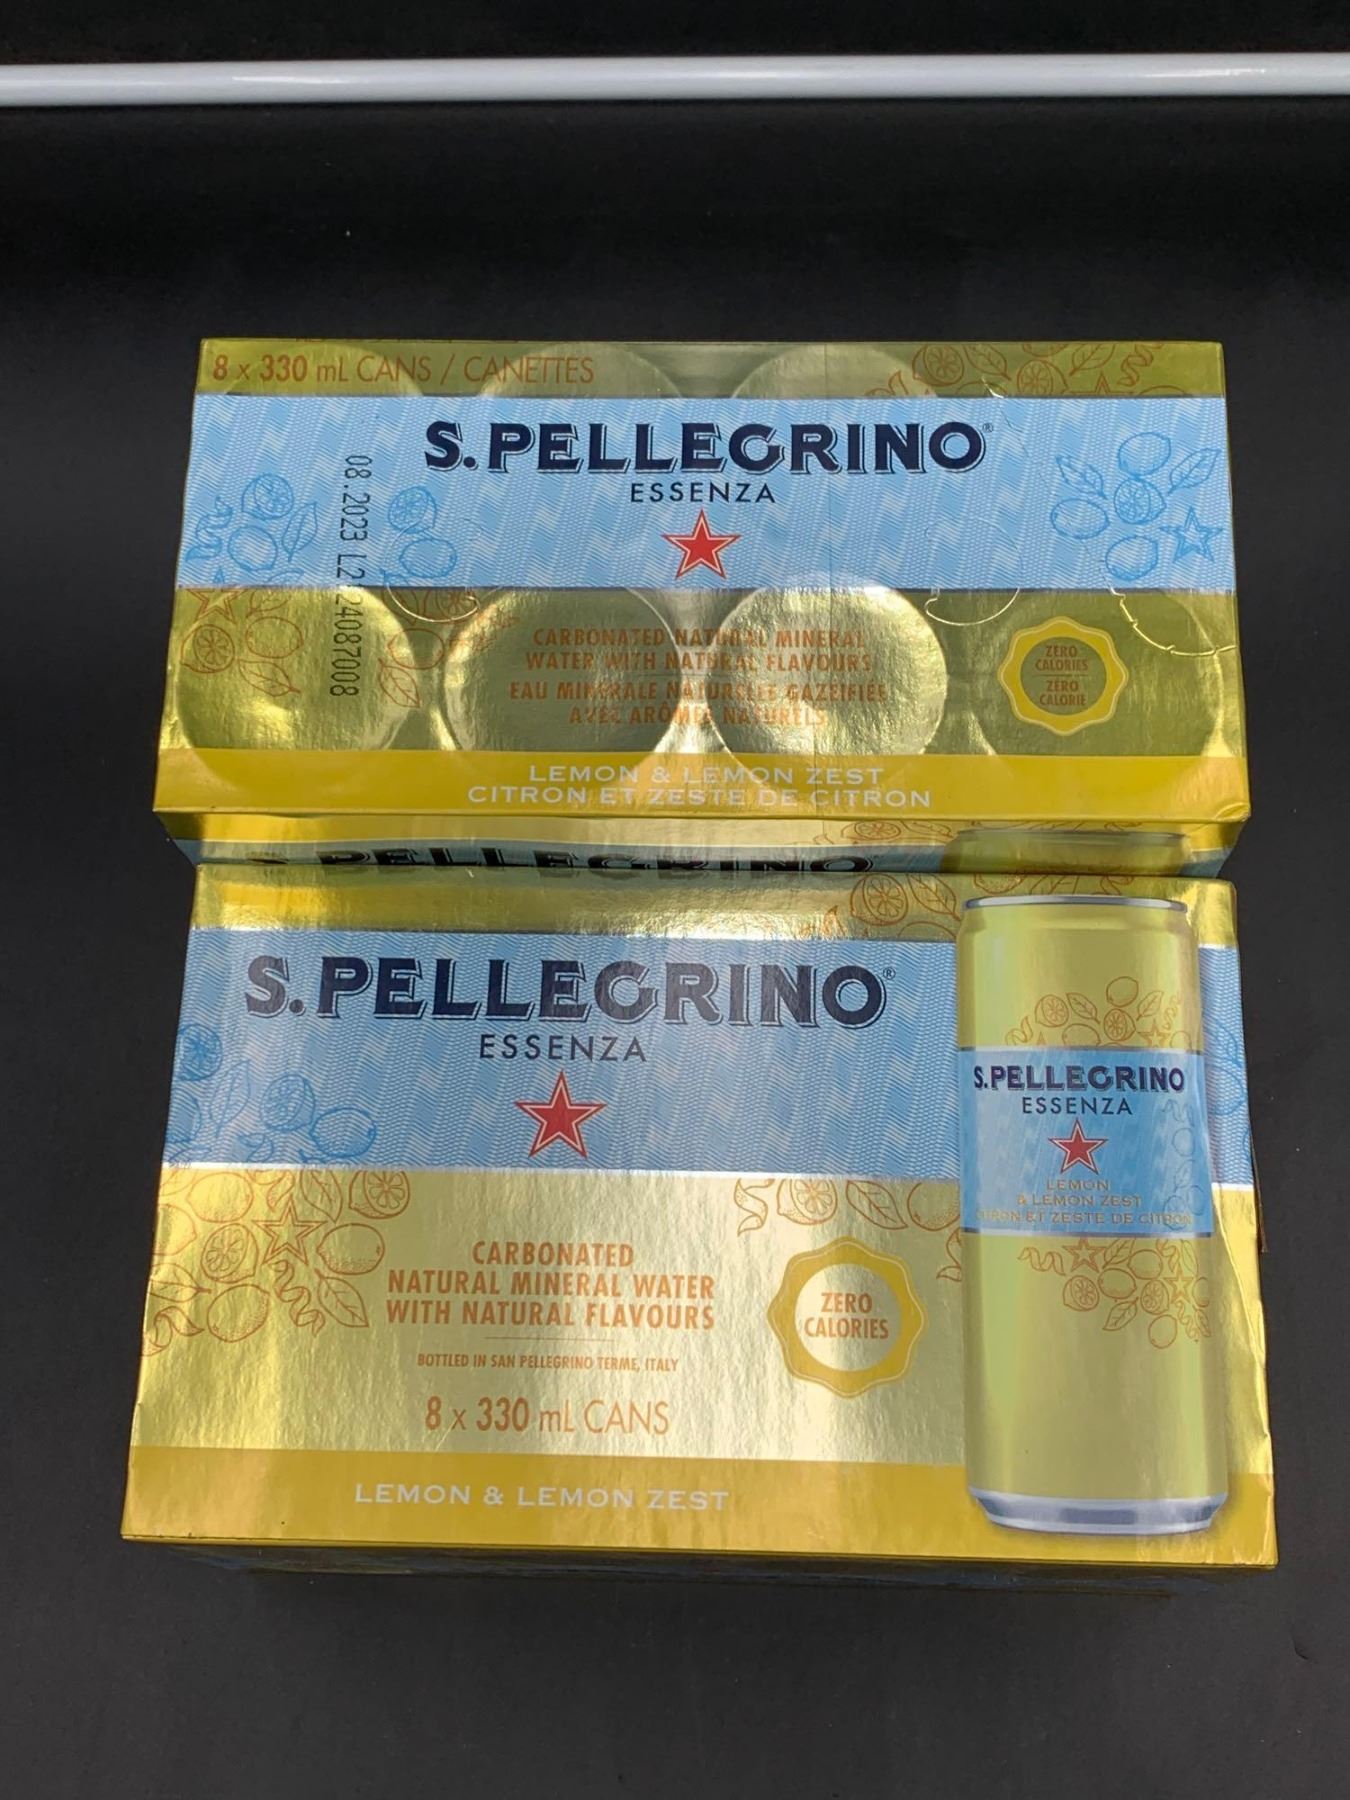 8 x 330 mL CANS / CANETTES
S.PELLEGRINO®
ESSENZA
08.2023
CARBONATED NATURAL MINERAL
WATER WITH NATURAL FLAVOURS
EAU MINÉRALE NATURELLE GAZÉIFIÉE
AVEC ARÔMES NATURELS
ZERO
CALORIES
ZÉRO
CALORIE
LEMON & LEMON ZEST
CITRON ET ZESTE DE CITRON
S.PELLEGRINO
S.PELLEGRINO®
ESSENZA
CARBONATED
NATURAL MINERAL WATER
WITH NATURAL FLAVOURS
BOTTLED IN SAN PELLEGRINO TERME, ITALY
8 x 330 mL CANS
ZERO
CALORIES
LEMON & LEMON ZEST
S.PELLEGRINO
ESSENZA
LEMON
& LEMON ZEST
CITRON ET ZESTE DE CITRON